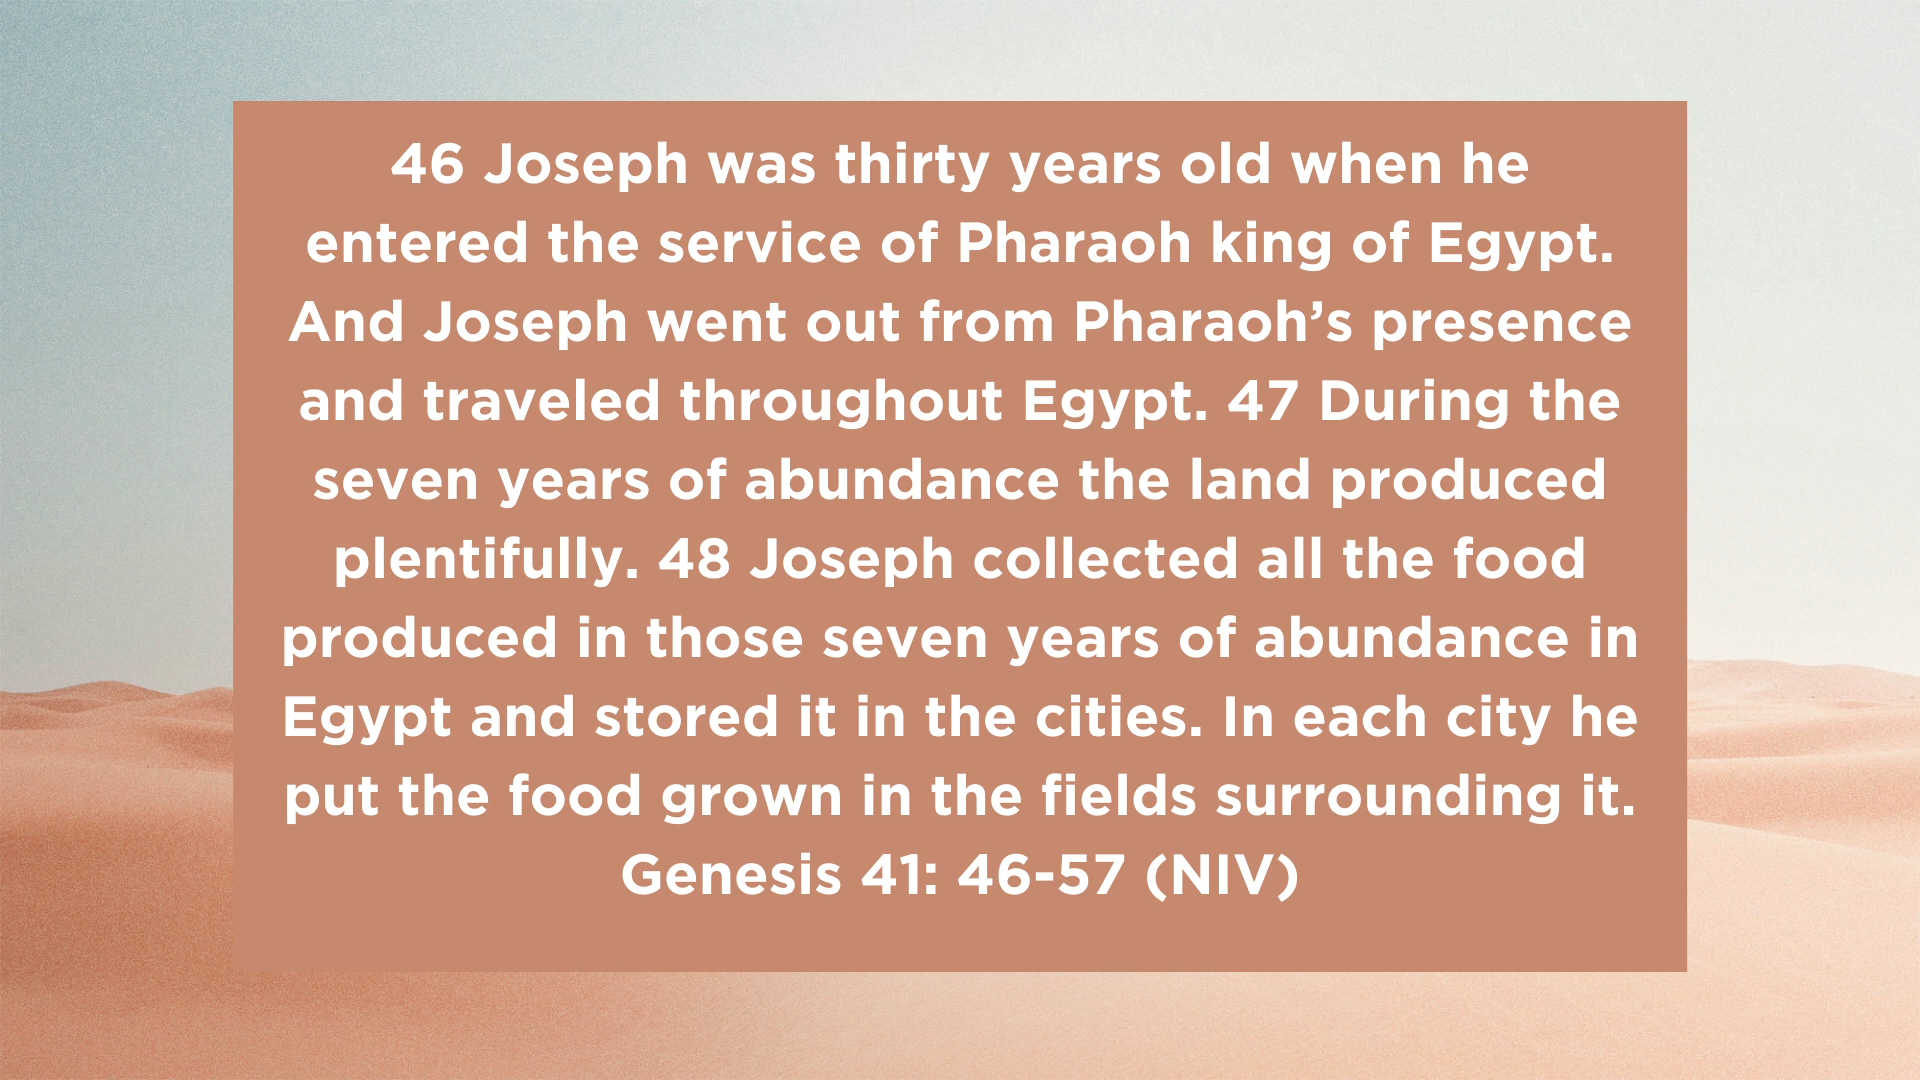 46 Joseph was thirty years old when he
entered the service of Pharaoh king of Egypt.
And Joseph went out from Pharaoh’s presence
and traveled throughout Egypt. 47 During the
seven years of abundance the land produced
plentifully. 48 Joseph collected all the food
produced in those seven years of abundance in
Egypt and stored it in the cities. In each city he
put the food grown in the fields surrounding it.
Genesis 41: 46-57 (NIV)